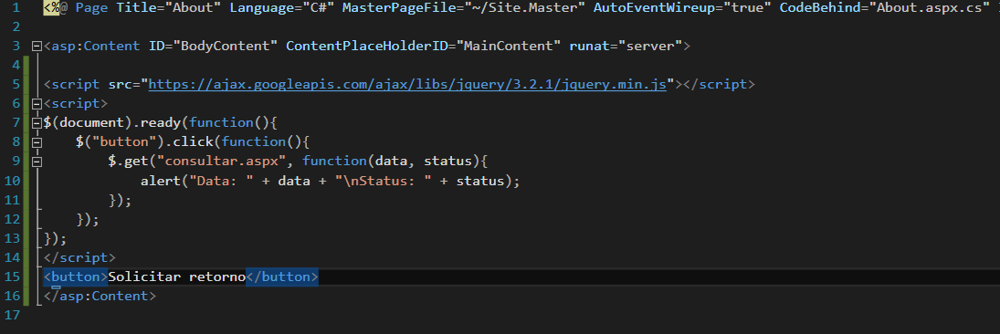 1 <%@ Page Title="About" Language="C#" MasterPageFile="~/Site.Master" AutoEventWireup="true" CodeBehind="About.aspx.cs"
2
3 <asp:Content ID="BodyContent" ContentPlaceHolderID="MainContent" runat="server">
4
5 <script src="https://ajax.googleapis.com/ajax/libs/jquery/3.2.1/jquery.min.js"></script>
6 <script>
7 $(document).ready(function(){
8     $("button").click(function(){
9         $.get("consultar.aspx", function(data, status){
10             alert("Data: " + data + "\nStatus: " + status);
11         });
12     });
13 });
14 </script>
15 <button>Solicitar retorno</button>
16 </asp:Content>
17